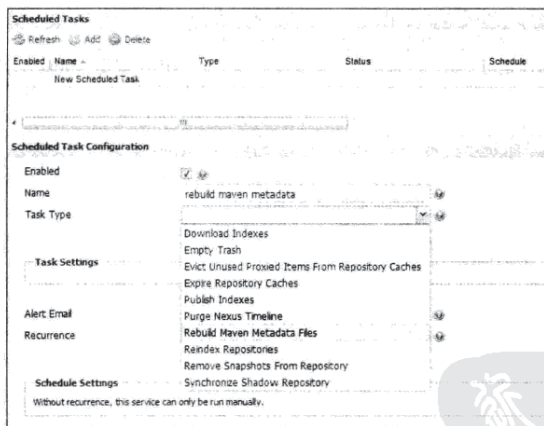 Scheduled Tasks
Refresh Add Delete
Enabled Name Type Status Schedule
New Scheduled Task
Scheduled Task Configuration
Enabled
Name rebuild maven metadata
Task Type
Download Indexes
Empty Trash
Task Settings
Evict Unused Proxied Items From Repository Caches
Expire Repository Caches
Publish Indexes
Alert Email
Purge Nexus Timeline
Recurrence
Rebuild Maven Metadata Files
Reindex Repositories
Remove Snapshots From Repository
Schedule Settings
Synchronize Shadow Repository
Without recurrence, this service can only be run manually.